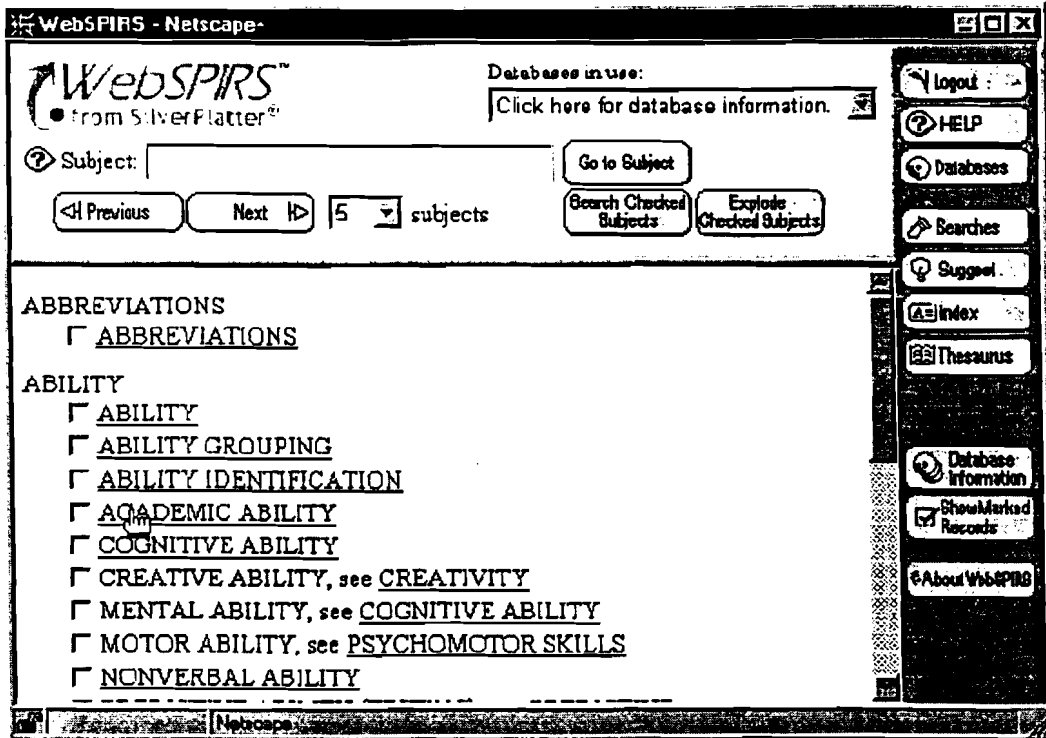 WebSPIRS - Netscape-
WebSPIRS™
from SilverPlatter®
Databases in use:
Click here for database information.
Subject:
Go to Subject
Previous
Next
5
subjects
Search Checked
Subjects
Explode
Checked Subjects
ABBREVIATIONS
ABBREVIATIONS
ABILITY
ABILITY
ABILITY GROUPING
ABILITY IDENTIFICATION
ACADEMIC ABILITY
COGNITIVE ABILITY
CREATIVE ABILITY, see CREATIVITY
MENTAL ABILITY, see COGNITIVE ABILITY
MOTOR ABILITY, see PSYCHOMOTOR SKILLS
NONVERBAL ABILITY
Logout
HELP
Databases
Searches
Suggest
A= Index
Thesaurus
Database
Information
Show Marked
Records
About WebSPIRS
Netscape